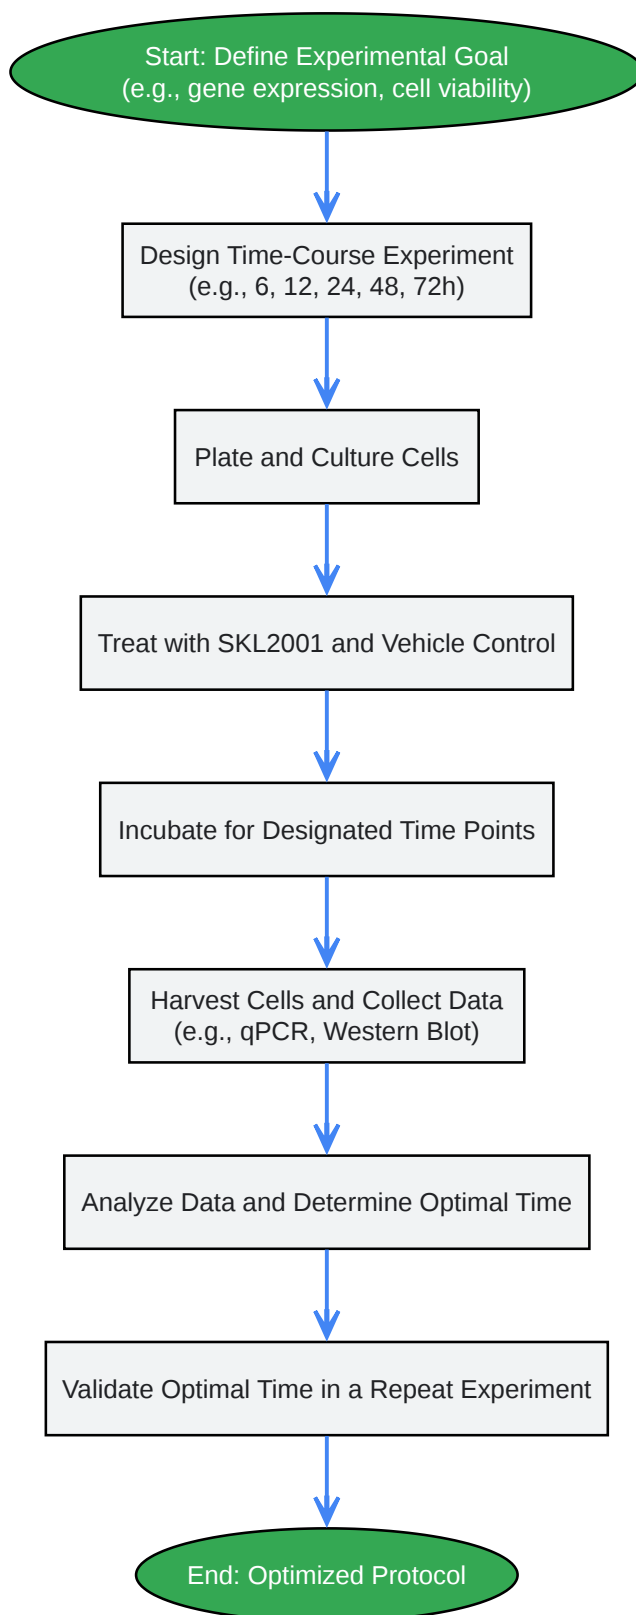 Start: Define Experimental Goal
(e.g., gene expression, cell viability)
Design Time-Course Experiment
(e.g., 6, 12, 24, 48, 72h)
Plate and Culture Cells
Treat with SKL2001 and Vehicle Control
Incubate for Designated Time Points
Harvest Cells and Collect Data
(e.g., qPCR, Western Blot)
Analyze Data and Determine Optimal Time
Validate Optimal Time in a Repeat Experiment
End: Optimized Protocol